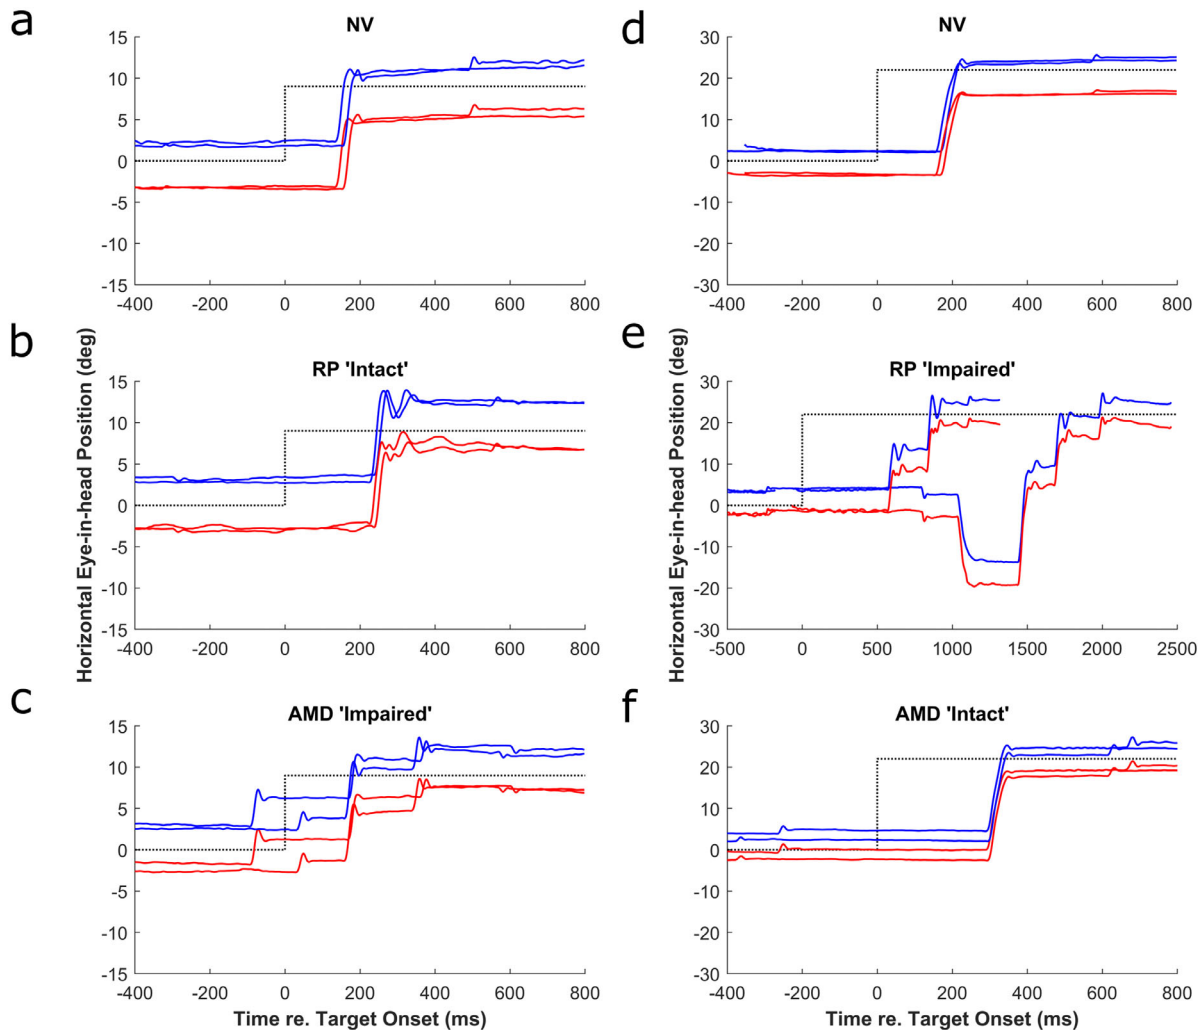 a
NV
15
10
5
0
-5
-10
-15
-400 -200 0 200 400 600 800
d
NV
30
20
10
0
-10
-20
-30
-400 -200 0 200 400 600 800
Horizontal Eye-in-head Position (deg)
b
RP 'Intact'
15
10
5
0
-5
-10
-15
-400 -200 0 200 400 600 800
Horizontal Eye-in-head Position (deg)
e
RP 'Impaired'
30
20
10
0
-10
-20
-30
-500 0 500 1000 1500 2000 2500
c
AMD 'Impaired'
15
10
5
0
-5
-10
-15
-400 -200 0 200 400 600 800
Time re. Target Onset (ms)
f
AMD 'Intact'
30
20
10
0
-10
-20
-30
-400 -200 0 200 400 600 800
Time re. Target Onset (ms)